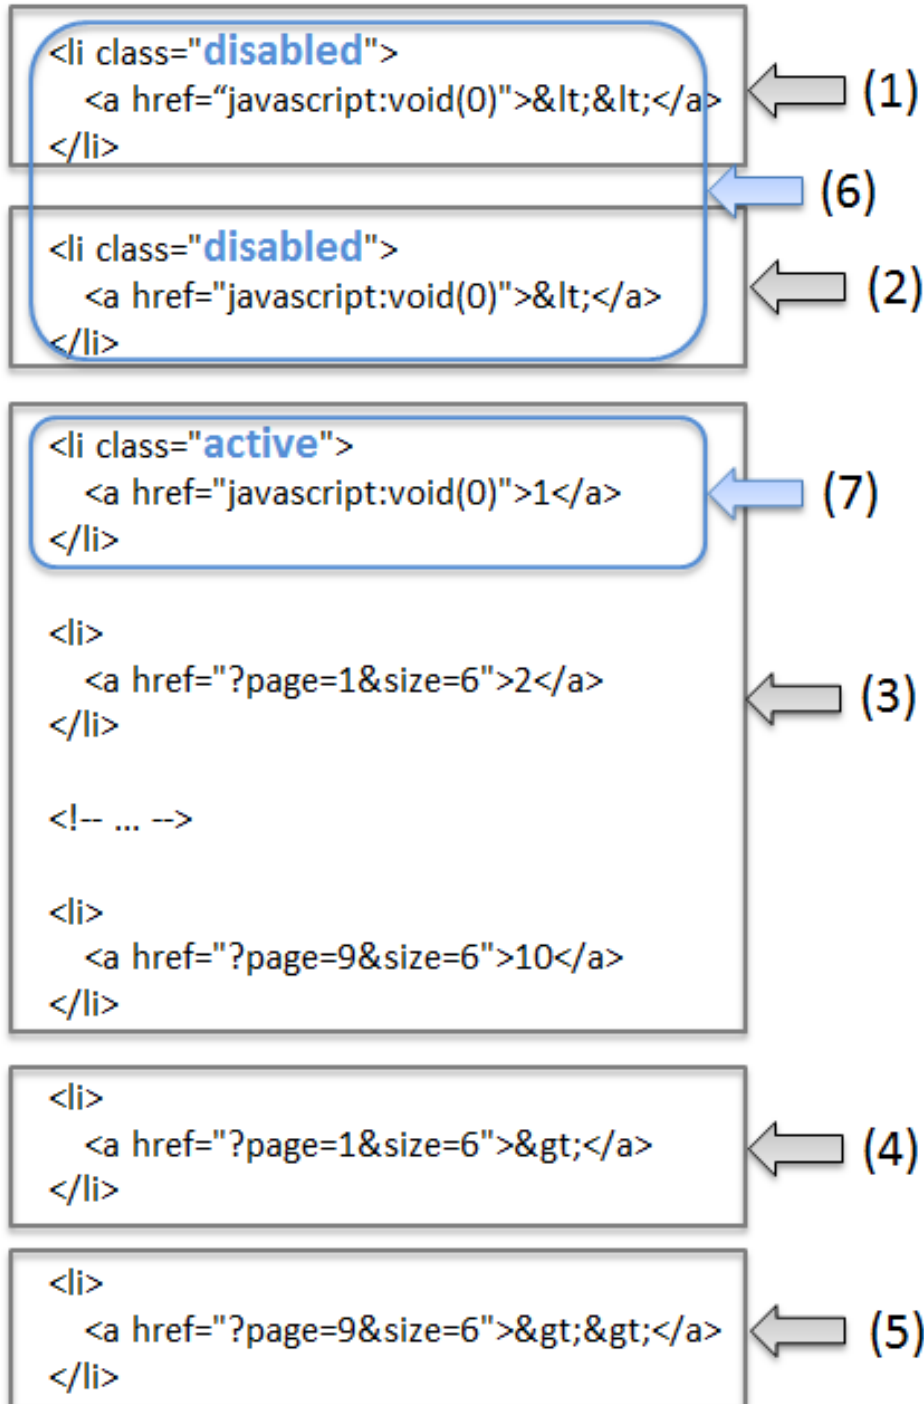 <li class="disabled">
<a href=“javascript:void(0)">&lt;&lt;</a>
</li>
(1)
(6)
<li class="disabled">
<a href="javascript:void(0)">&lt;</a>
</li>
(2)
<li class="active">
<a href="javascript:void(0)">1</a>
</li>
(7)
<li>
<a href="?page=1&size=6">2</a>
</li>
(3)
<!-- ... -->
<li>
<a href="?page=9&size=6">10</a>
</li>
<li>
<a href="?page=1&size=6">&gt;</a>
</li>
(4)
<li>
<a href="?page=9&size=6">&gt;&gt;</a>
</li>
(5)